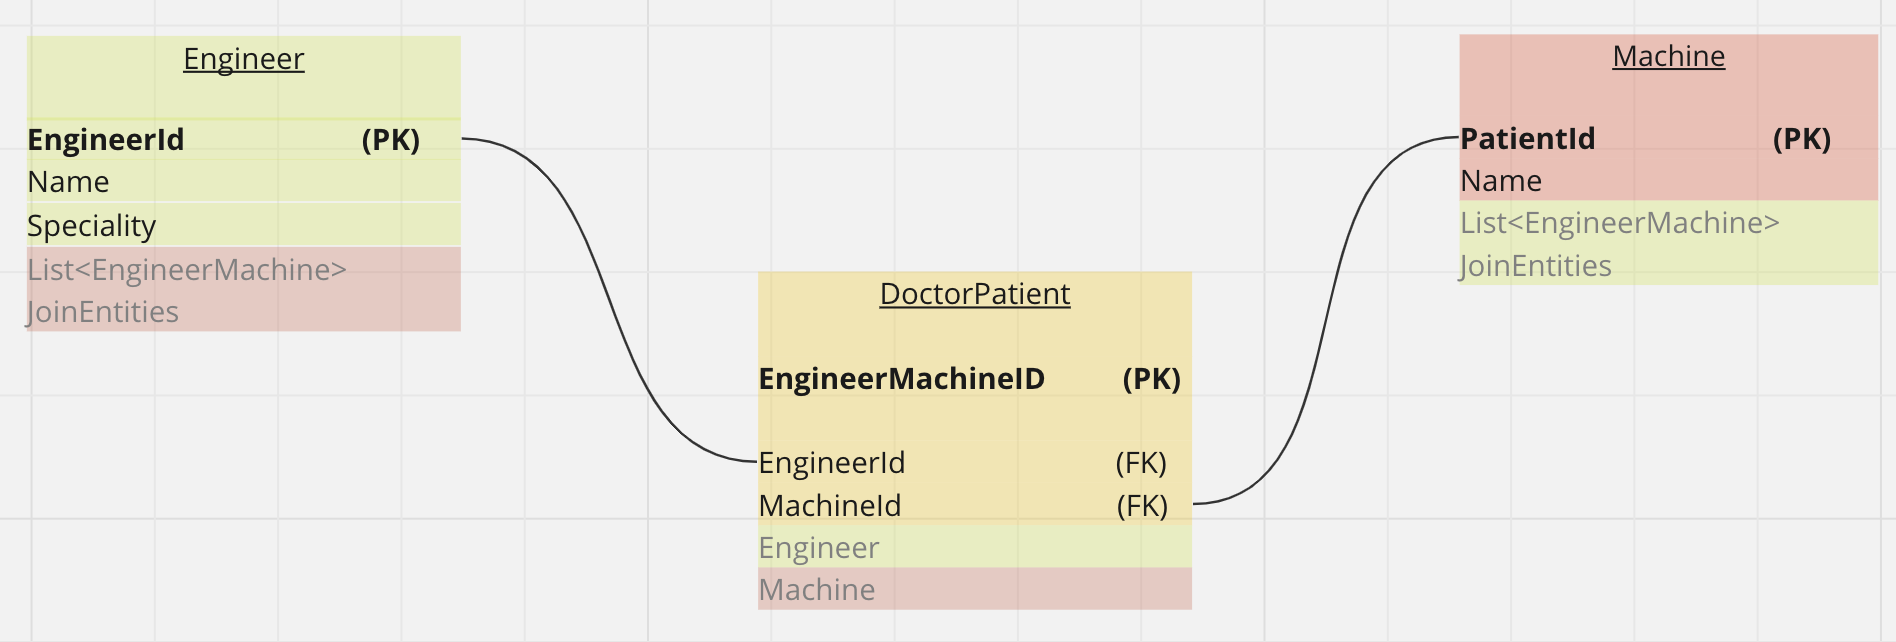 Engineer
EngineerId (PK)
Name
Speciality
List<EngineerMachine>
JoinEntities
DoctorPatient
EngineerMachineID (PK)
EngineerId (FK)
MachineId (FK)
Engineer
Machine
Machine
PatientId (PK)
Name
List<EngineerMachine>
JoinEntities